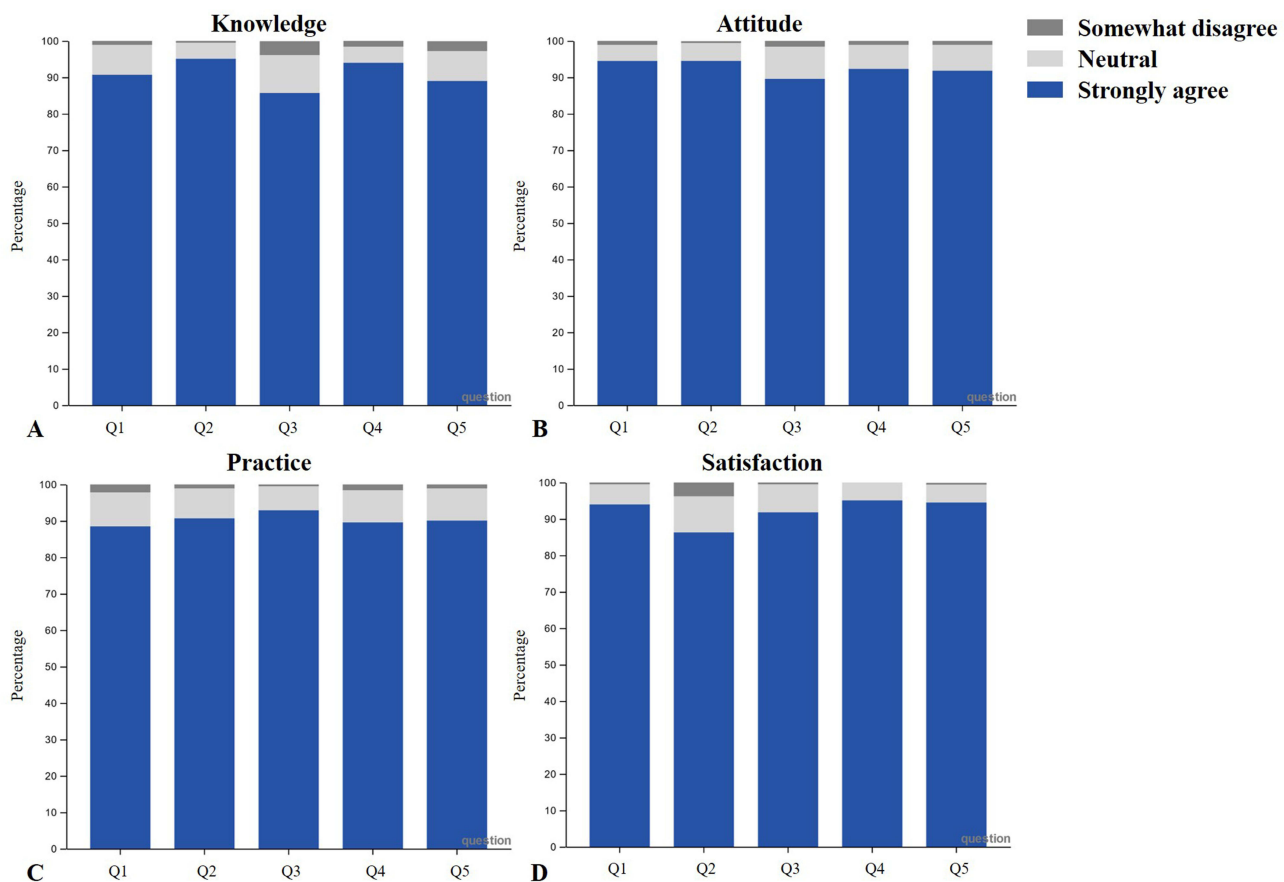 Knowledge
Percentage
100
90
80
70
60
50
40
30
20
10
0
question
Q1 Q2 Q3 Q4 Q5
A
Attitude
Percentage
100
90
80
70
60
50
40
30
20
10
0
question
Q1 Q2 Q3 Q4 Q5
B
Somewhat disagree
Neutral
Strongly agree
Practice
Percentage
100
90
80
70
60
50
40
30
20
10
0
question
Q1 Q2 Q3 Q4 Q5
C
Satisfaction
Percentage
100
90
80
70
60
50
40
30
20
10
0
question
Q1 Q2 Q3 Q4 Q5
D